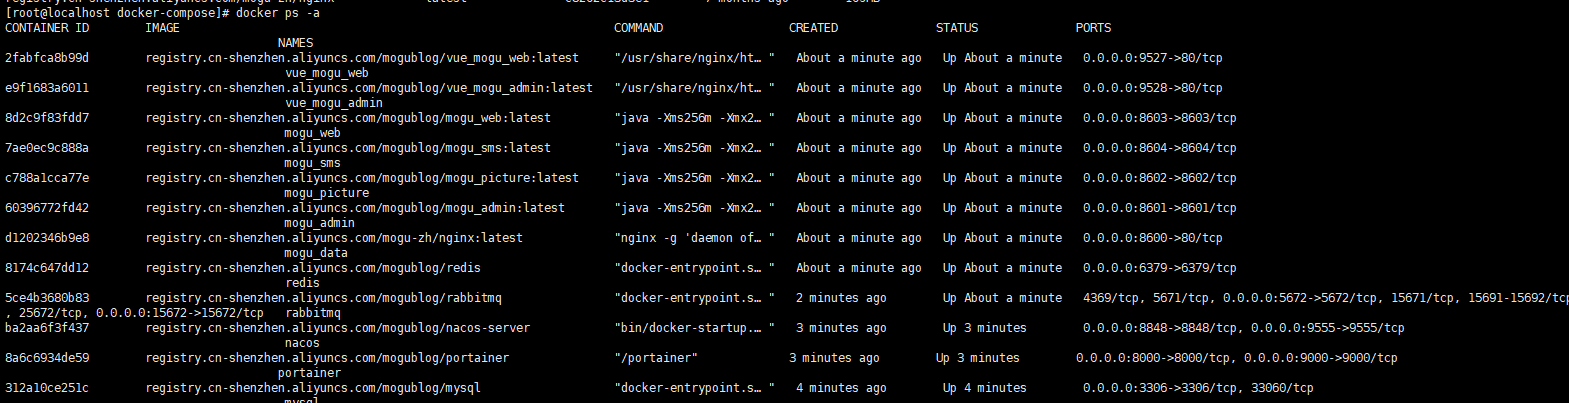 [root@localhost docker-compose]# docker ps -a
CONTAINER ID        IMAGE                                                              COMMAND                  CREATED              STATUS              PORTS
NAMES
2fabfca8b99d        registry.cn-shenzhen.aliyuncs.com/mogublog/vue_mogu_web:latest     "/usr/share/nginx/ht… "   About a minute ago   Up About a minute   0.0.0.0:9527->80/tcp
vue_mogu_web
e9f1683a6011        registry.cn-shenzhen.aliyuncs.com/mogublog/vue_mogu_admin:latest   "/usr/share/nginx/ht… "   About a minute ago   Up About a minute   0.0.0.0:9528->80/tcp
vue_mogu_admin
8d2c9f83fdd7        registry.cn-shenzhen.aliyuncs.com/mogublog/mogu_web:latest         "java -Xms256m -Xmx2… "   About a minute ago   Up About a minute   0.0.0.0:8603->8603/tcp
mogu_web
7ae0ec9c888a        registry.cn-shenzhen.aliyuncs.com/mogublog/mogu_sms:latest         "java -Xms256m -Xmx2… "   About a minute ago   Up About a minute   0.0.0.0:8604->8604/tcp
mogu_sms
c788a1cca77e        registry.cn-shenzhen.aliyuncs.com/mogublog/mogu_picture:latest     "java -Xms256m -Xmx2… "   About a minute ago   Up About a minute   0.0.0.0:8602->8602/tcp
mogu_picture
60396772fd42        registry.cn-shenzhen.aliyuncs.com/mogublog/mogu_admin:latest       "java -Xms256m -Xmx2… "   About a minute ago   Up About a minute   0.0.0.0:8601->8601/tcp
mogu_admin
d1202346b9e8        registry.cn-shenzhen.aliyuncs.com/mogu-zh/nginx:latest             "nginx -g 'daemon of… "   About a minute ago   Up About a minute   0.0.0.0:8600->80/tcp
mogu_data
8174c647dd12        registry.cn-shenzhen.aliyuncs.com/mogublog/redis                   "docker-entrypoint.s… "   About a minute ago   Up About a minute   0.0.0.0:6379->6379/tcp
redis
5ce4b3680b83        registry.cn-shenzhen.aliyuncs.com/mogublog/rabbitmq                "docker-entrypoint.s… "   2 minutes ago        Up About a minute   4369/tcp, 5671/tcp, 0.0.0.0:5672->5672/tcp, 15671/tcp, 15691-15692/tcp
, 25672/tcp, 0.0.0.0:15672->15672/tcp   rabbitmq
ba2aa6f3f437        registry.cn-shenzhen.aliyuncs.com/mogublog/nacos-server            "bin/docker-startup.… "   3 minutes ago        Up 3 minutes        0.0.0.0:8848->8848/tcp, 0.0.0.0:9555->9555/tcp
nacos
8a6c6934de59        registry.cn-shenzhen.aliyuncs.com/mogublog/portainer               "/portainer"             3 minutes ago        Up 3 minutes        0.0.0.0:8000->8000/tcp, 0.0.0.0:9000->9000/tcp
portainer
312a10ce251c        registry.cn-shenzhen.aliyuncs.com/mogublog/mysql                   "docker-entrypoint.s… "   4 minutes ago        Up 4 minutes        0.0.0.0:3306->3306/tcp, 33060/tcp
mysql